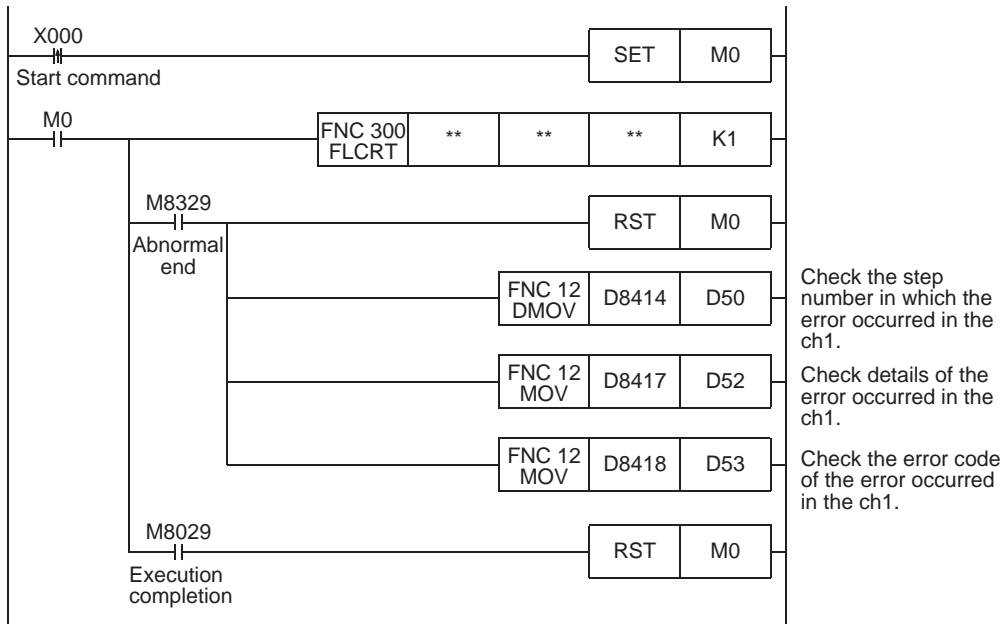 X000
SET M0
Start command
M0
FNC 300
FLCRT ** ** ** K1
M8329
RST M0
Abnormal
end
FNC 12
DMOV D8414 D50
Check the step
number in which the
error occurred in the
ch1.
FNC 12
MOV D8417 D52
Check details of the
error occurred in the
ch1.
FNC 12
MOV D8418 D53
Check the error code
of the error occurred
in the ch1.
M8029
RST M0
Execution
completion